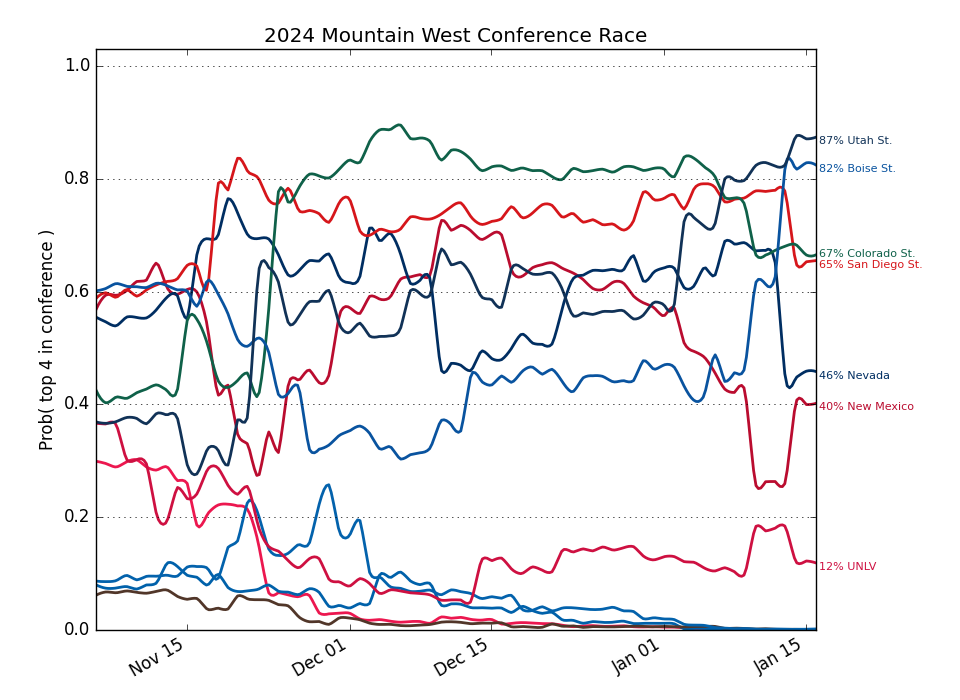 2024 Mountain West Conference Race
Prob( top 4 in conference )
1.0
0.8
0.6
0.4
0.2
0.0
Nov 15
Dec 01
Dec 15
Jan 01
Jan 15
87% Utah St.
82% Boise St.
67% Colorado St.
65% San Diego St.
46% Nevada
40% New Mexico
12% UNLV